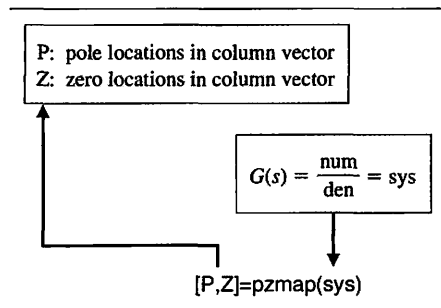 P: pole locations in column vector
Z: zero locations in column vector
G(s) = num/den = sys
[P,Z]=pzmap(sys)